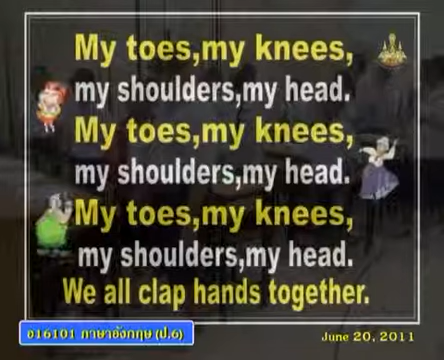 My toes,my knees,
my shoulders,my head.
My toes,my knees,
my shoulders,my head.
My toes,my knees,
my shoulders,my head.
We all clap hands together.
อ16101 ภาษาอังกฤษ (ป.6)
June 20, 2011